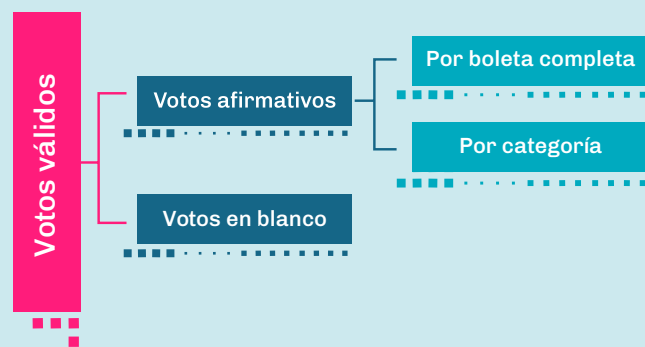 Votos válidos
Votos afirmativos
Por boleta completa
Por categoría
Votos en blanco